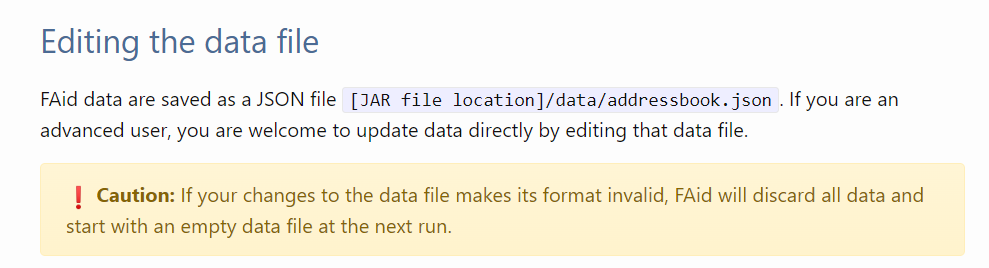 Editing the data file
FAid data are saved as a JSON file [JAR file location]/data/addressbook.json. If you are an
advanced user, you are welcome to update data directly by editing that data file.
❗ Caution: If your changes to the data file makes its format invalid, FAid will discard all data and
start with an empty data file at the next run.